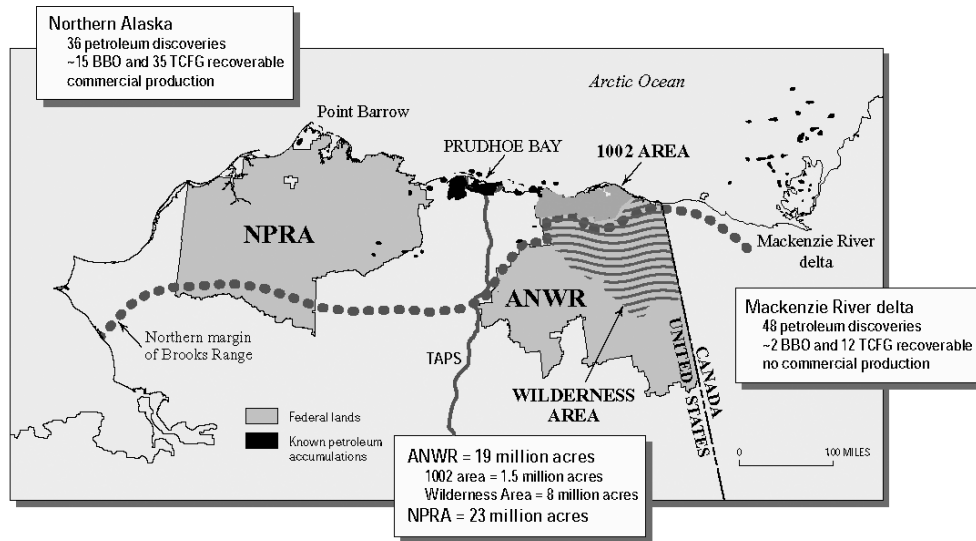 Northern Alaska
36 petroleum discoveries
~15 BBO and 35 TCFG recoverable
commercial production
Arctic Ocean
Point Barrow
PRUDHOE BAY
1002 AREA
NPRA
Mackenzie River
delta
ANWR
Mackenzie River delta
48 petroleum discoveries
~2 BBO and 12 TCFG recoverable
no commercial production
Northern margin
of Brooks Range
TAPS
WILDERNESS
AREA
CANADA
UNITED STATES
Federal lands
Known petroleum
accumulations
0
100 MILES
ANWR = 19 million acres
1002 area = 1.5 million acres
Wilderness Area = 8 million acres
NPRA = 23 million acres